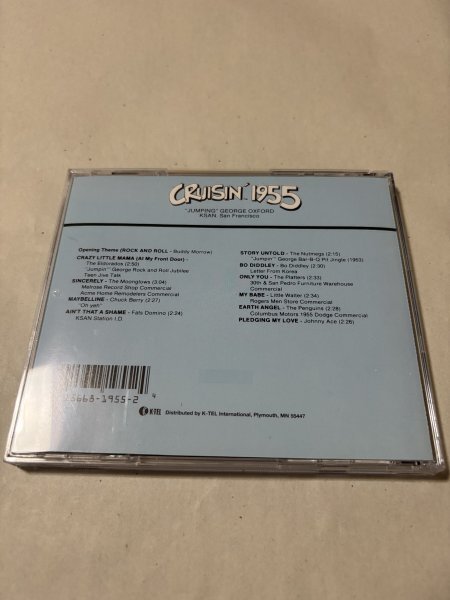 CRUISIN' 1955
"JUMPING" GEORGE OXFORD
KSAN, San Francisco
Opening Theme (ROCK AND ROLL - Buddy Morrow)
CRAZY LITTLE MAMA (At My Front Door) -
The Eldorados (2:50)
"Jumpin'" George Rock and Roll Jubilee
Teen Jive Talk
SINCERELY - The Moonglows (3:04)
Melrose Record Shop Commercial
Acme Home Remodelers Commercial
MAYBELLINE - Chuck Berry (2:27)
"Oh yeh"
AIN'T THAT A SHAME - Fats Domino (2:24)
KSAN Station I.D.
STORY UNTOLD - The Nutmegs (2:15)
"Jumpin'" George Bar-B-Q Pit Jingle (1953)
BO DIDDLEY - Bo Diddley (2:30)
Letter From Korea
ONLY YOU - The Platters (2:33)
30th & San Pedro Furniture Warehouse
Commercial
MY BABE - Little Walter (2:34)
Rogers Men Store Commercial
EARTH ANGEL - The Penguins (2:28)
Columbus Motors 1955 Dodge Commercial
PLEDGING MY LOVE - Johnny Ace (2:26)
-1955-2 4
K-TEL Distributed by K-TEL International, Plymouth, MN 55447